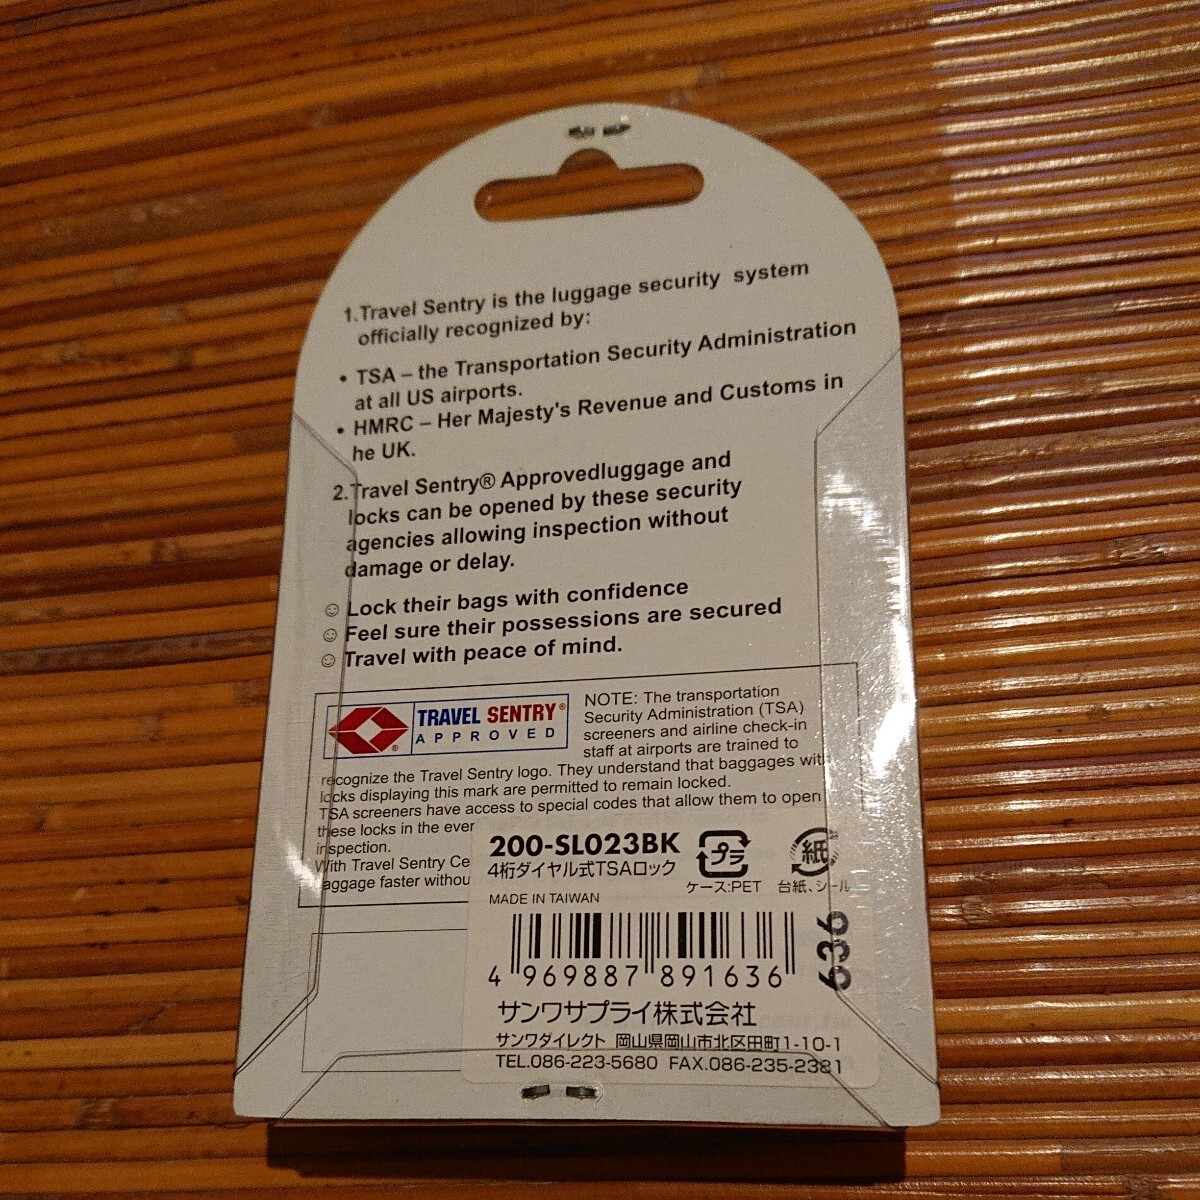 1.Travel Sentry is the luggage security system
officially recognized by:
• TSA – the Transportation Security Administration
at all US airports.
• HMRC – Her Majesty's Revenue and Customs in
he UK.
2.Travel Sentry® Approvedluggage and
locks can be opened by these security
agencies allowing inspection without
damage or delay.
☺ Lock their bags with confidence
☺ Feel sure their possessions are secured
☺ Travel with peace of mind.
TRAVEL SENTRY®
APPROVED
®
NOTE: The transportation
Security Administration (TSA)
screeners and airline check-in
staff at airports are trained to
recognize the Travel Sentry logo. They understand that baggages with
locks displaying this mark are permitted to remain locked.
TSA screeners have access to special codes that allow them to open
these locks in the
inspection.
With Travel Sentry
faster
200-SL023BK
4桁ダイヤル式TSAロック
プラ
ケース:PET
紙
台紙、シール
MADE IN TAIWAN
4 969887 891636
636
サンワサプライ株式会社
サンワダイレクト 岡山県岡山市北区田町1-10-1
TEL.086-223-5680 FAX.086-235-2381